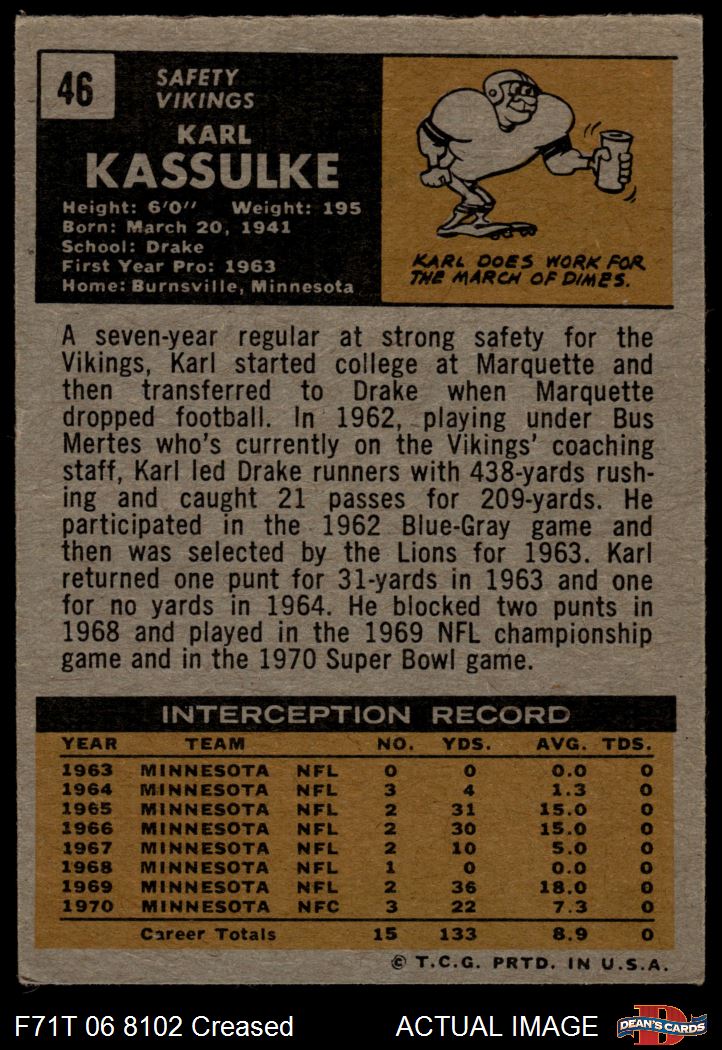 46
SAFETY
VIKINGS
KARL
KASSULKE
Height: 6'0" Weight: 195
Born: March 20, 1941
School: Drake
First Year Pro: 1963
Home: Burnsville, Minnesota
KARL DOES WORK FOR
THE MARCH OF DIMES.
A seven-year regular at strong safety for the
Vikings, Karl started college at Marquette and
then transferred to Drake when Marquette
dropped football. In 1962, playing under Bus
Mertes who's currently on the Vikings' coaching
staff, Karl led Drake runners with 438-yards rush-
ing and caught 21 passes for 209-yards. He
participated in the 1962 Blue-Gray game and
then was selected by the Lions for 1963. Karl
returned one punt for 31-yards in 1963 and one
for no yards in 1964. He blocked two punts in
1968 and played in the 1969 NFL championship
game and in the 1970 Super Bowl game.
INTERCEPTION RECORD
YEAR TEAM NO. YDS. AVG. TDS.
1963 MINNESOTA NFL 0 0 0.0 0
1964 MINNESOTA NFL 3 4 1.3 0
1965 MINNESOTA NFL 2 31 15.0 0
1966 MINNESOTA NFL 2 30 15.0 0
1967 MINNESOTA NFL 2 10 5.0 0
1968 MINNESOTA NFL 1 0 0.0 0
1969 MINNESOTA NFL 2 36 18.0 0
1970 MINNESOTA NFC 3 22 7.3 0
Career Totals 15 133 8.9 0
© T.C.G. PRTD. IN U.S.A.
F71T 06 8102 Creased ACTUAL IMAGE D DEAN'S CARDS